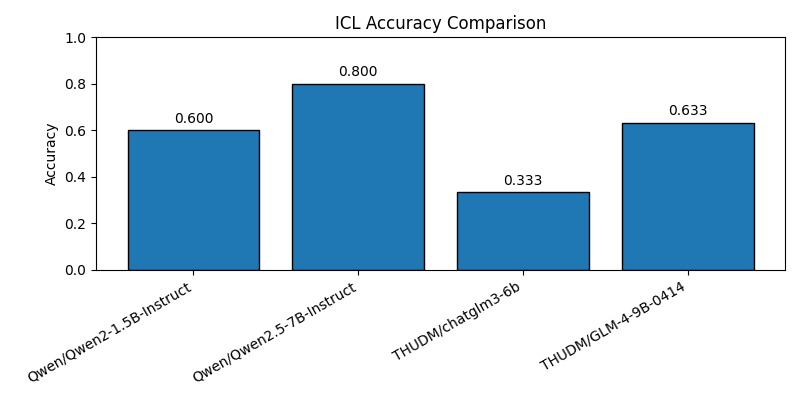 ICL Accuracy Comparison
Accuracy
1.0
0.8
0.6
0.4
0.2
0.0
0.600
0.800
0.333
0.633
Qwen/Qwen2-1.5B-Instruct
Qwen/Qwen2.5-7B-Instruct
THUDM/chatglm3-6b
THUDM/GLM-4-9B-0414